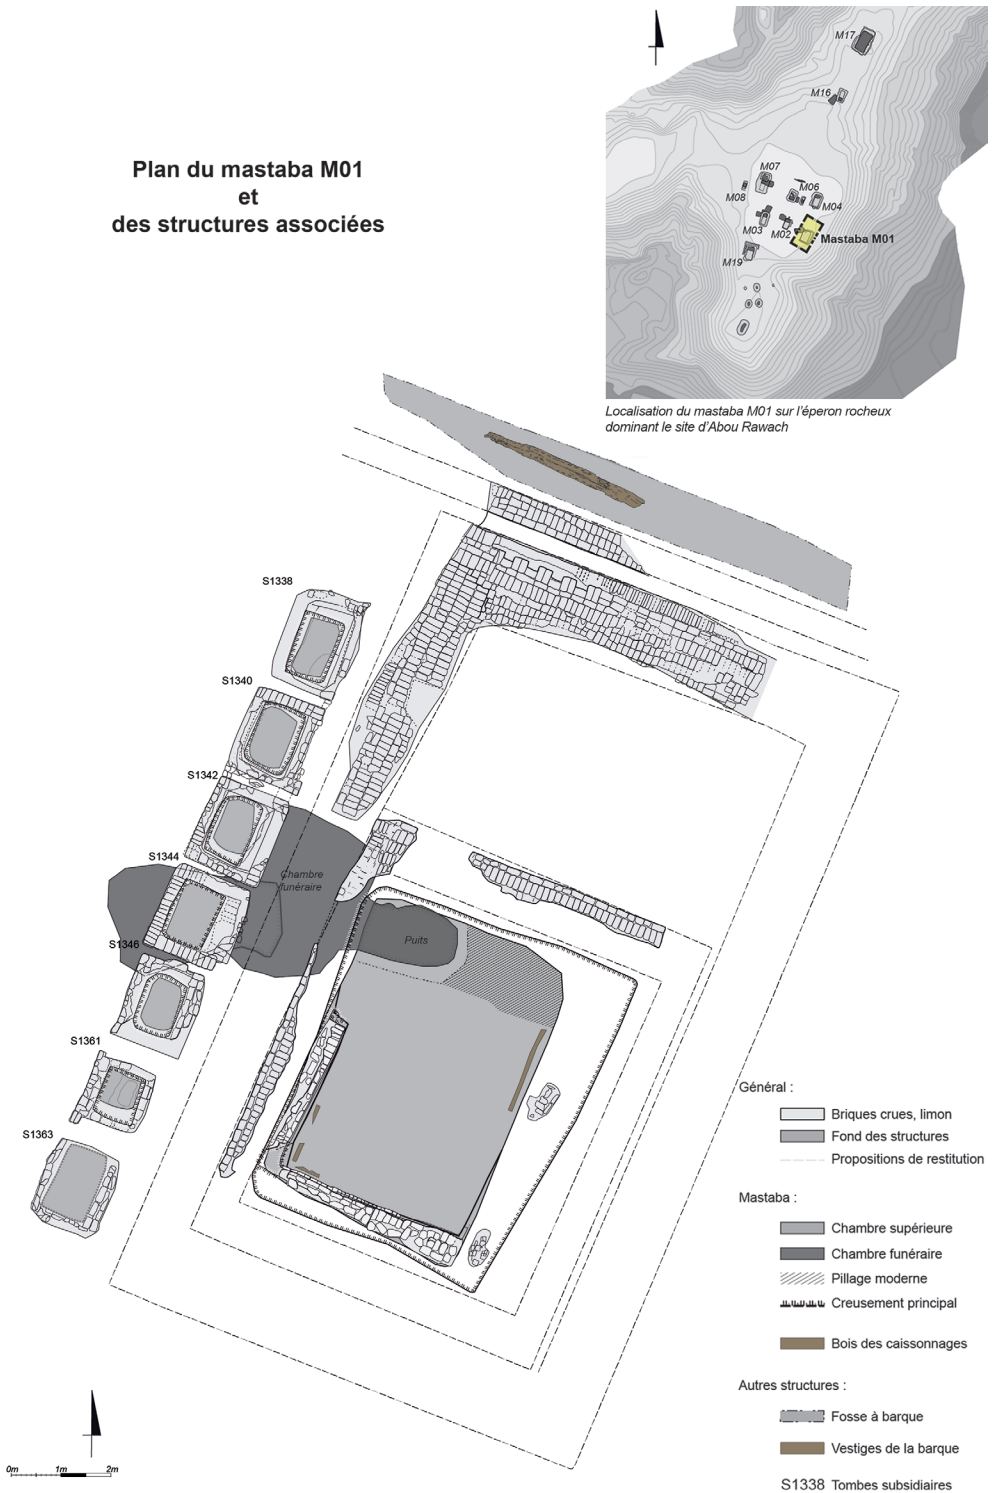 Plan du mastaba M01
et
des structures associées
M17
M16
M07
M08
M06
M04
M03
M02
Mastaba M01
M19
Localisation du mastaba M01 sur l'éperon rocheux
dominant le site d'Abou Rawach
S1338
S1340
S1342
S1344
Chambre
funéraire
S1346
Puits
S1361
S1363
Général :
Briques crues, limon
Fond des structures
Propositions de restitution
Mastaba :
Chambre supérieure
Chambre funéraire
Pillage moderne
Creusement principal
Bois des caissonnages
Autres structures :
Fosse à barque
Vestiges de la barque
S1338 Tombes subsidiaires
0m 1m 2m